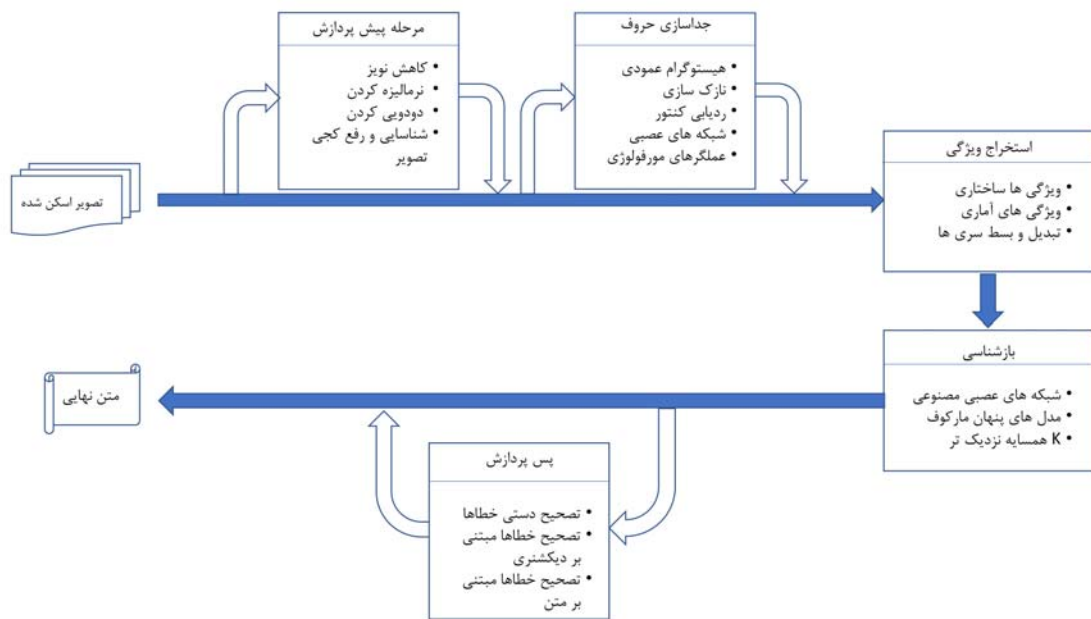 تصویر اسکن شده
مرحله پیش پردازش
• کاهش نویز
• نرمالیزه کردن
• دودویی کردن
• شناسایی و رفع کجی
تصویر
جداسازی حروف
• هیستوگرام عمودی
• نازک سازی
• ردیابی کنتور
• شبکه های عصبی
• عملگرهای مورفولوژی
استخراج ویژگی
• ویژگی ها ساختاری
• ویژگی های آماری
• تبدیل و بسط سری ها
بازشناسی
• شبکه های عصبی مصنوعی
• مدل های پنهان مارکوف
• K همسایه نزدیک تر
پس پردازش
• تصحیح دستی خطاها
• تصحیح خطاها مبتنی
بر دیکشنری
• تصحیح خطاها مبتنی
بر متن
متن نهایی